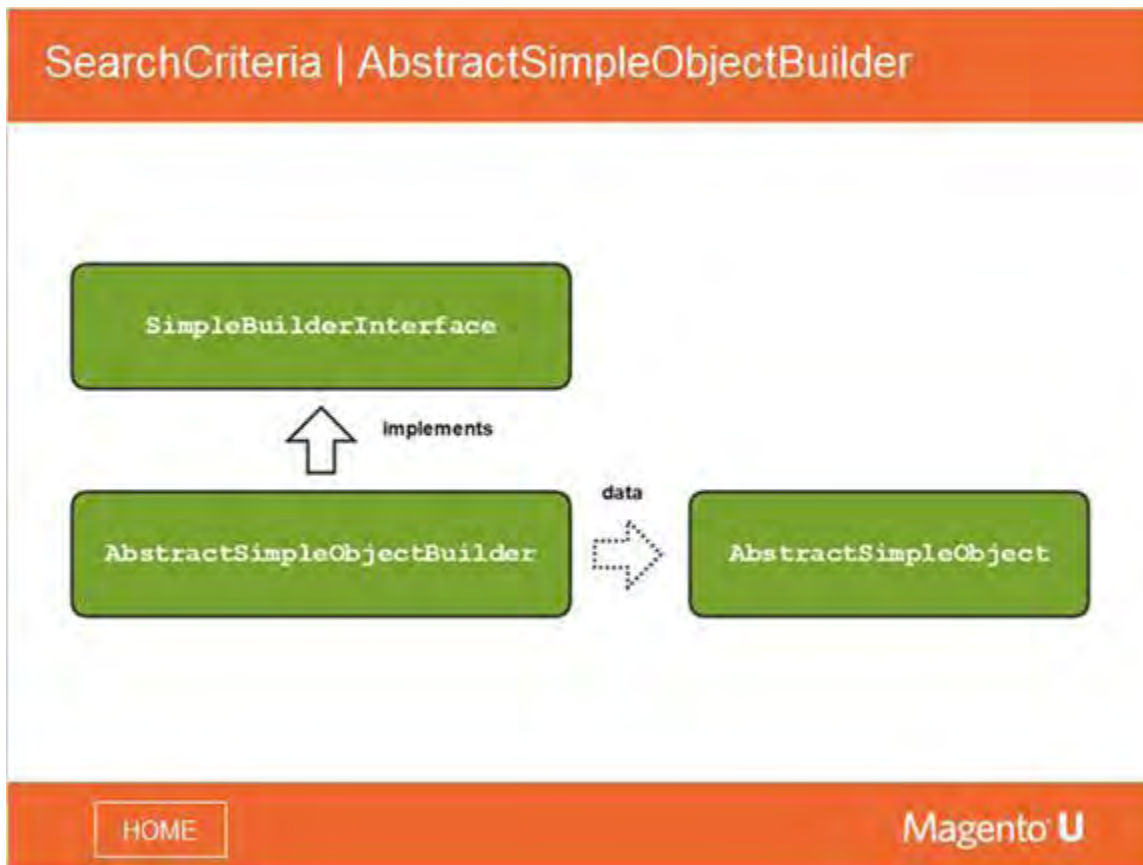 SearchCriteria | AbstractSimpleObjectBuilder
SimpleBuilderInterface
implements
data
AbstractSimpleObjectBuilder
AbstractSimpleObject
HOME
Magento U